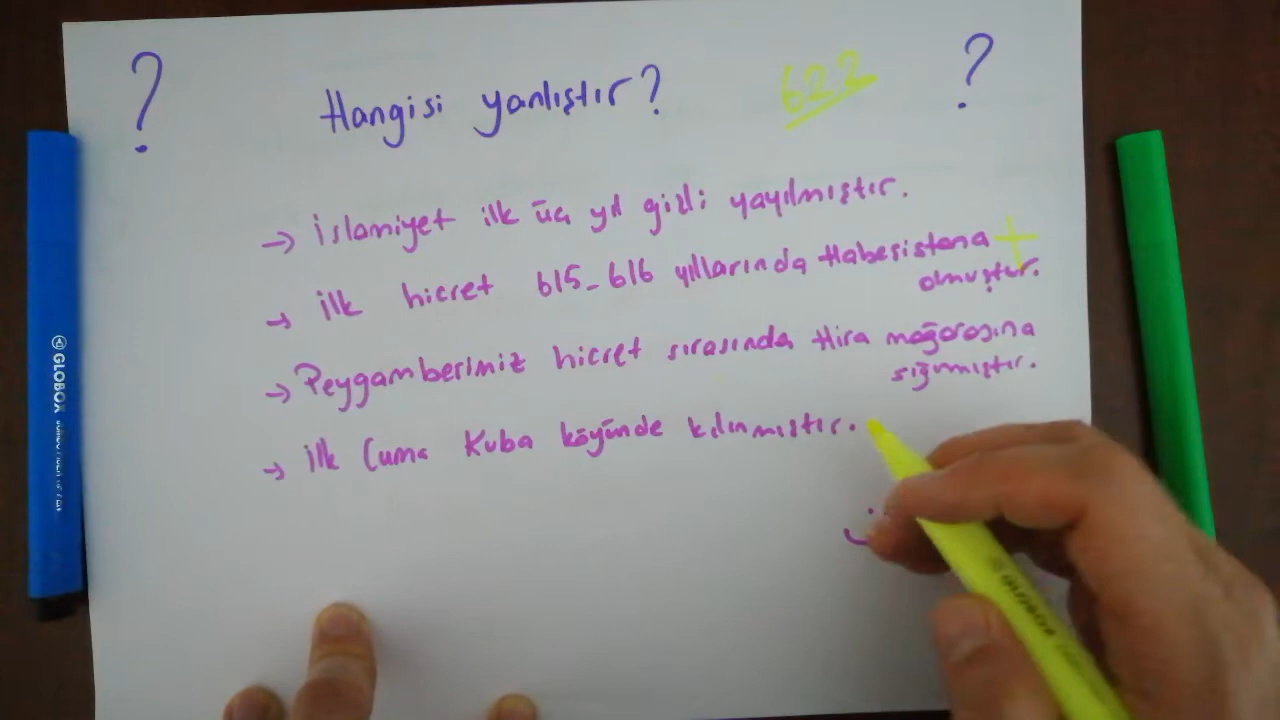 ? Hangisi yanlıştır? 622 ?
→ İslamiyet ilk üç yıl gizli yayılmıştır.
→ İlk hicret 615-616 yıllarında Habeşistana +
olmuştur.
→ Peygamberimiz hicret sırasında Hira mağarasına
sığınmıştır.
→ İlk Cuma Kuba köyünde kılınmıştır.
GLOBOX